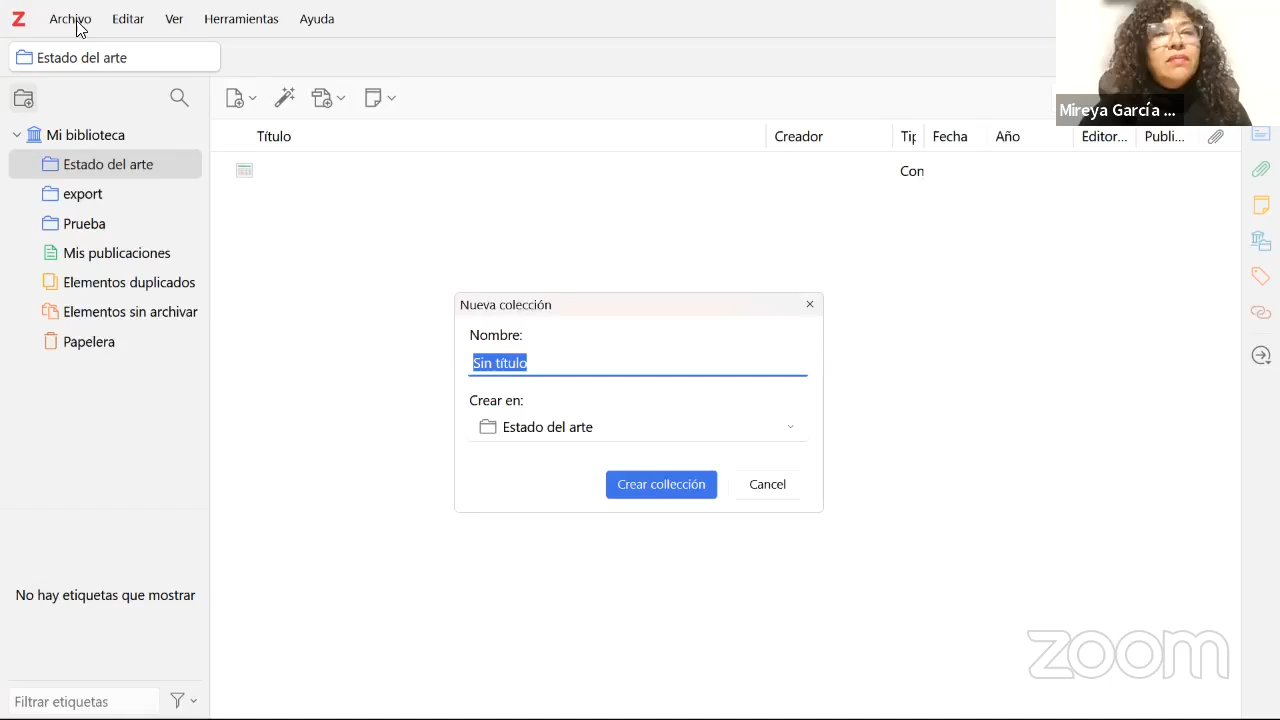 Z Archivo Editar Ver Herramientas Ayuda
Estado del arte
Mireya García ...
Título Creador Tip Fecha Año Editor... Publi...
Mi biblioteca
Estado del arte
export
Prueba
Mis publicaciones
Elementos duplicados
Elementos sin archivar
Papelera
Con
Nueva colección
Nombre:
Sin título
Crear en:
Estado del arte
Crear collección
Cancel
No hay etiquetas que mostrar
Filtrar etiquetas
zoom